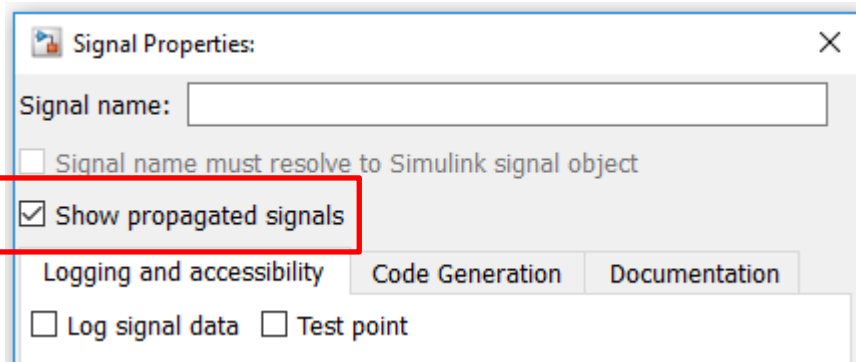 Signal Properties:
Signal name:
Signal name must resolve to Simulink signal object
Show propagated signals
Logging and accessibility Code Generation Documentation
Log signal data Test point